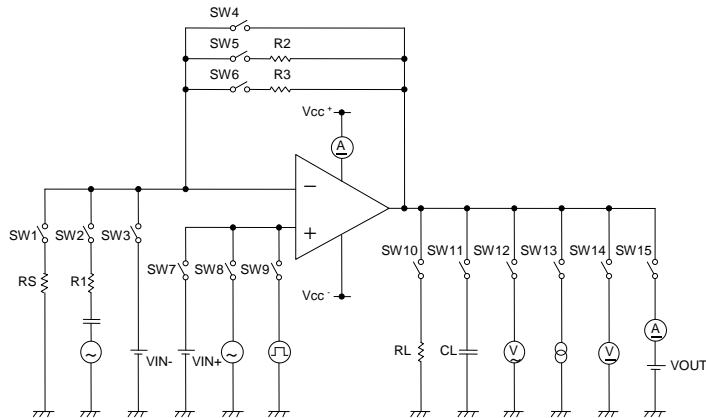 SW4
SW5 R2
SW6 R3
Vcc+
A
−
+
SW1 SW2 SW3
SW7 SW8 SW9
SW10 SW11 SW12 SW13 SW14 SW15
RS R1
Vcc-
A
VIN- VIN+
RL CL V V
VOUT